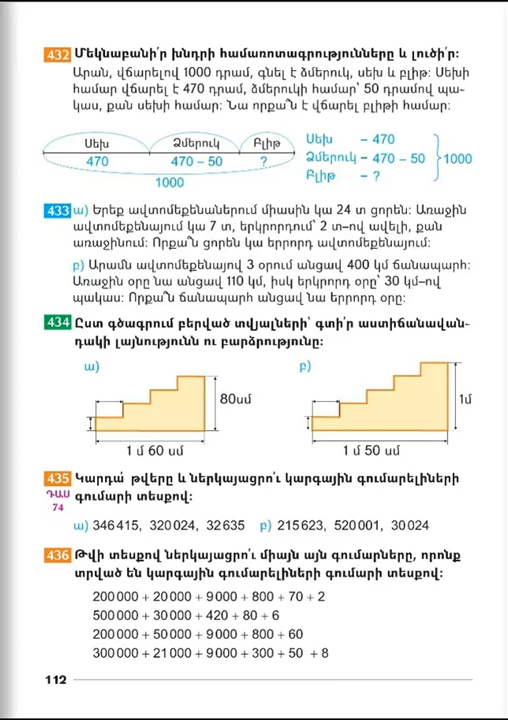 432 Մեկնաբանի՛ր խնդրի համառոտագրությունները և լուծի՛ր:
Արան, վճարելով 1000 դրամ, գնել է ձմերուկ, սեխ և բլիթ: Սեխի
համար վճարել է 470 դրամ, ձմերուկի համար՝ 50 դրամով պա-
կաս, քան սեխի համար: Նա որքա՞ն է վճարել բլիթի համար:
Սեխ Ձմերուկ Բլիթ
470 470 – 50 ?
1000
Սեխ – 470
Ձմերուկ – 470 – 50
Բլիթ – ?
1000
433 ա) Երեք ավտոմեքենաներում միասին կա 24 տ ցորեն: Առաջին
ավտոմեքենայում կա 7 տ, երկրորդում՝ 2 տ–ով ավելի, քան
առաջինում: Որքա՞ն ցորեն կա երրորդ ավտոմեքենայում:
բ) Արամն ավտոմեքենայով 3 օրում անցավ 400 կմ ճանապարհ:
Առաջին օրը նա անցավ 110 կմ, իսկ երկրորդ օրը՝ 30 կմ–ով
պակաս: Որքա՞ն ճանապարհ անցավ նա երրորդ օրը:
434 Ըստ գծագրում բերված տվյալների՝ գտի՛ր աստիճանավան-
դակի լայնությունն ու բարձրությունը:
ա) բ)
80սմ 1մ
1 մ 60 սմ 1 մ 50 սմ
435 Կարդա՛ թվերը և ներկայացրո՛ւ կարգային գումարելիների
ԴԱՍ գումարի տեսքով:
74
ա) 346 415, 320 024, 32 635 բ) 215 623, 520 001, 30 024
436 Թվի տեսքով ներկայացրո՛ւ միայն այն գումարները, որոնք
տրված են կարգային գումարելիների գումարի տեսքով:
200 000 + 20 000 + 9 000 + 800 + 70 + 2
500 000 + 30 000 + 420 + 80 + 6
200 000 + 50 000 + 9 000 + 800 + 60
300 000 + 21 000 + 9 000 + 300 + 50 + 8
112